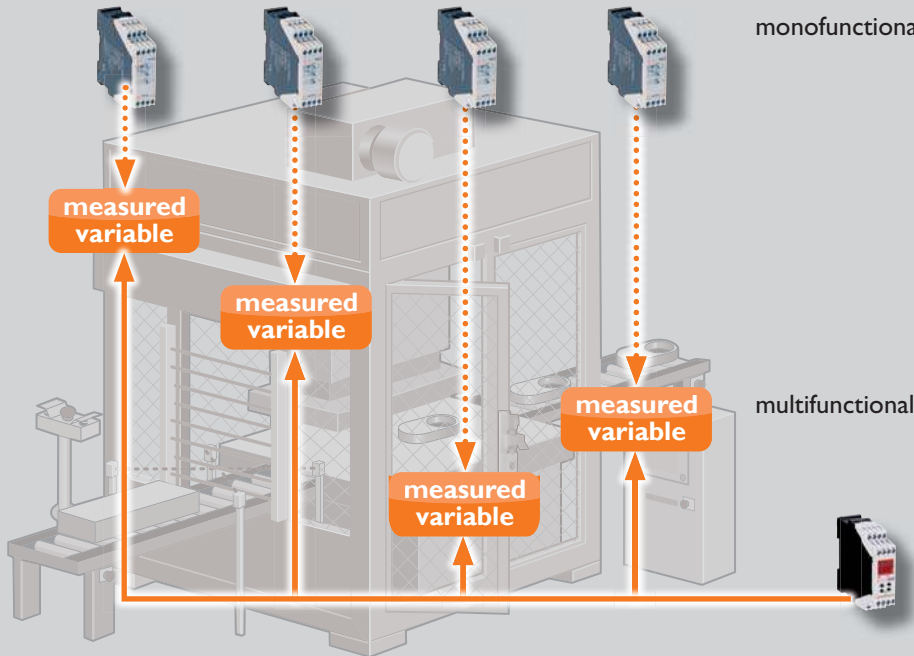 monofunctiona
measured
variable
measured
variable
measured
variable
multifunctional
measured
variable